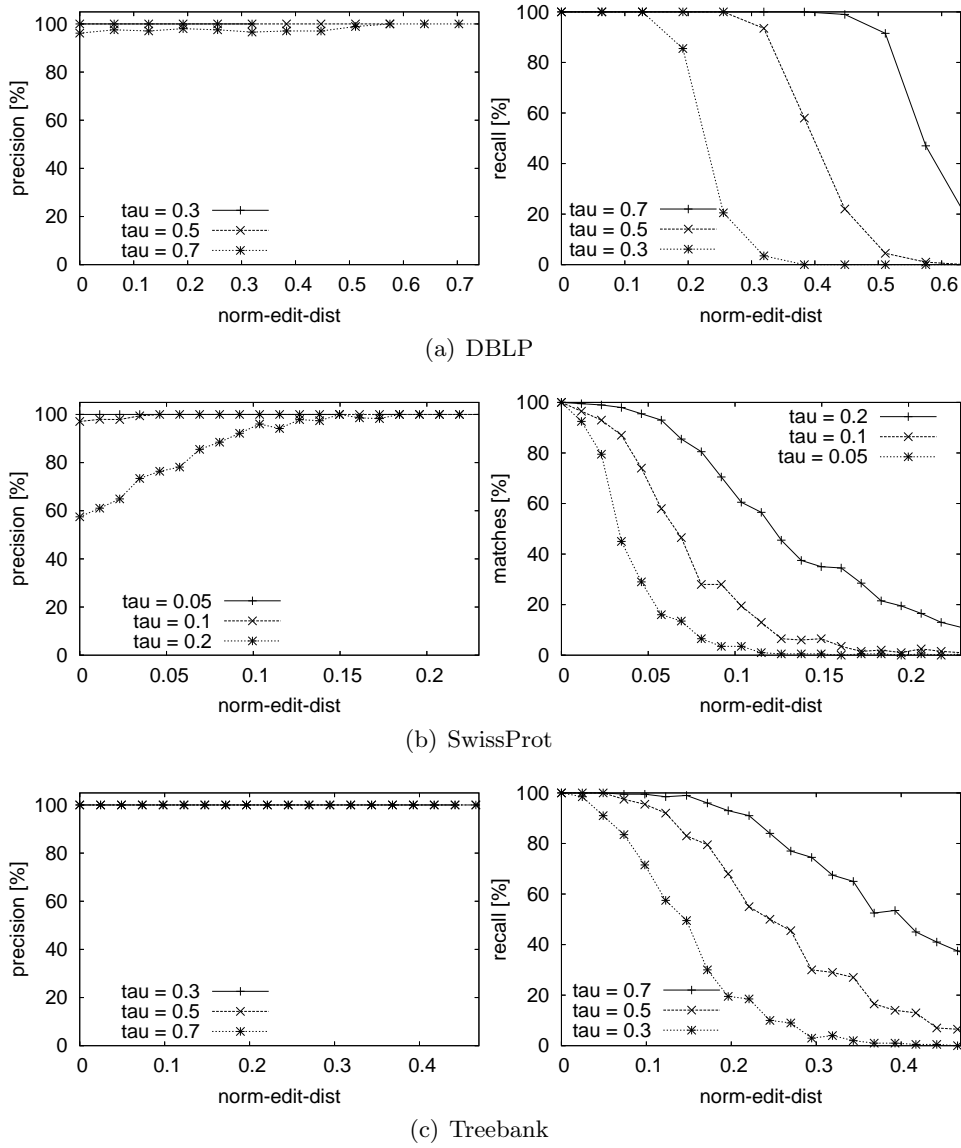 100
80
60
40
20
0
precision [%]
tau = 0.3
tau = 0.5
tau = 0.7
0 0.1 0.2 0.3 0.4 0.5 0.6 0.7
norm-edit-dist
100
80
60
40
20
0
recall [%]
tau = 0.7
tau = 0.5
tau = 0.3
0 0.1 0.2 0.3 0.4 0.5 0.6
norm-edit-dist
(a) DBLP
100
80
60
40
20
0
precision [%]
tau = 0.05
tau = 0.1
tau = 0.2
0 0.05 0.1 0.15 0.2
norm-edit-dist
100
80
60
40
20
0
matches [%]
tau = 0.2
tau = 0.1
tau = 0.05
0 0.05 0.1 0.15 0.2
norm-edit-dist
(b) SwissProt
100
80
60
40
20
0
precision [%]
tau = 0.3
tau = 0.5
tau = 0.7
0 0.1 0.2 0.3 0.4
norm-edit-dist
100
80
60
40
20
0
recall [%]
tau = 0.7
tau = 0.5
tau = 0.3
0 0.1 0.2 0.3 0.4
norm-edit-dist
(c) Treebank